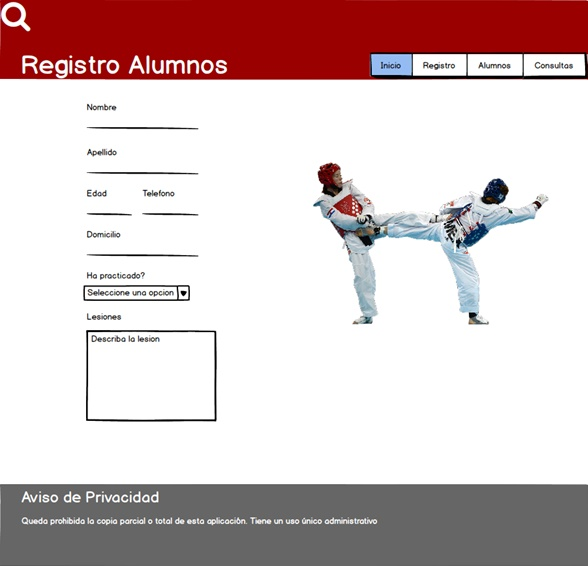 Registro Alumnos
Inicio
Registro
Alumnos
Consultas
Nombre
Apellido
Edad
Telefono
Domicilio
Ha practicado?
Seleccione una opcion
Lesiones
Describa la lesion
Aviso de Privacidad
Queda prohibida la copia parcial o total de esta aplicación. Tiene un uso único administrativo